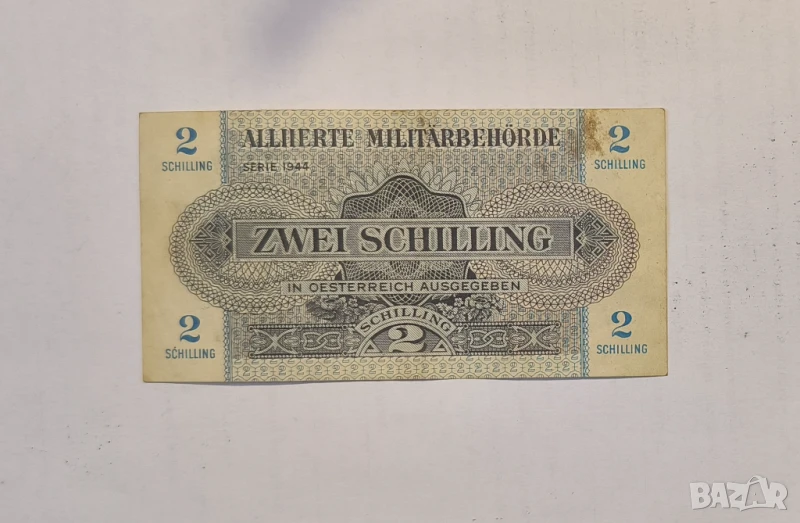 2 ALLIIERTE MILITÄRBEHÖRDE 2
SCHILLING SERIE 1944 SCHILLING
ZWEI SCHILLING
IN OESTERREICH AUSGEGEBEN
2 SCHILLING 2
SCHILLING 2 SCHILLING
BAZAR